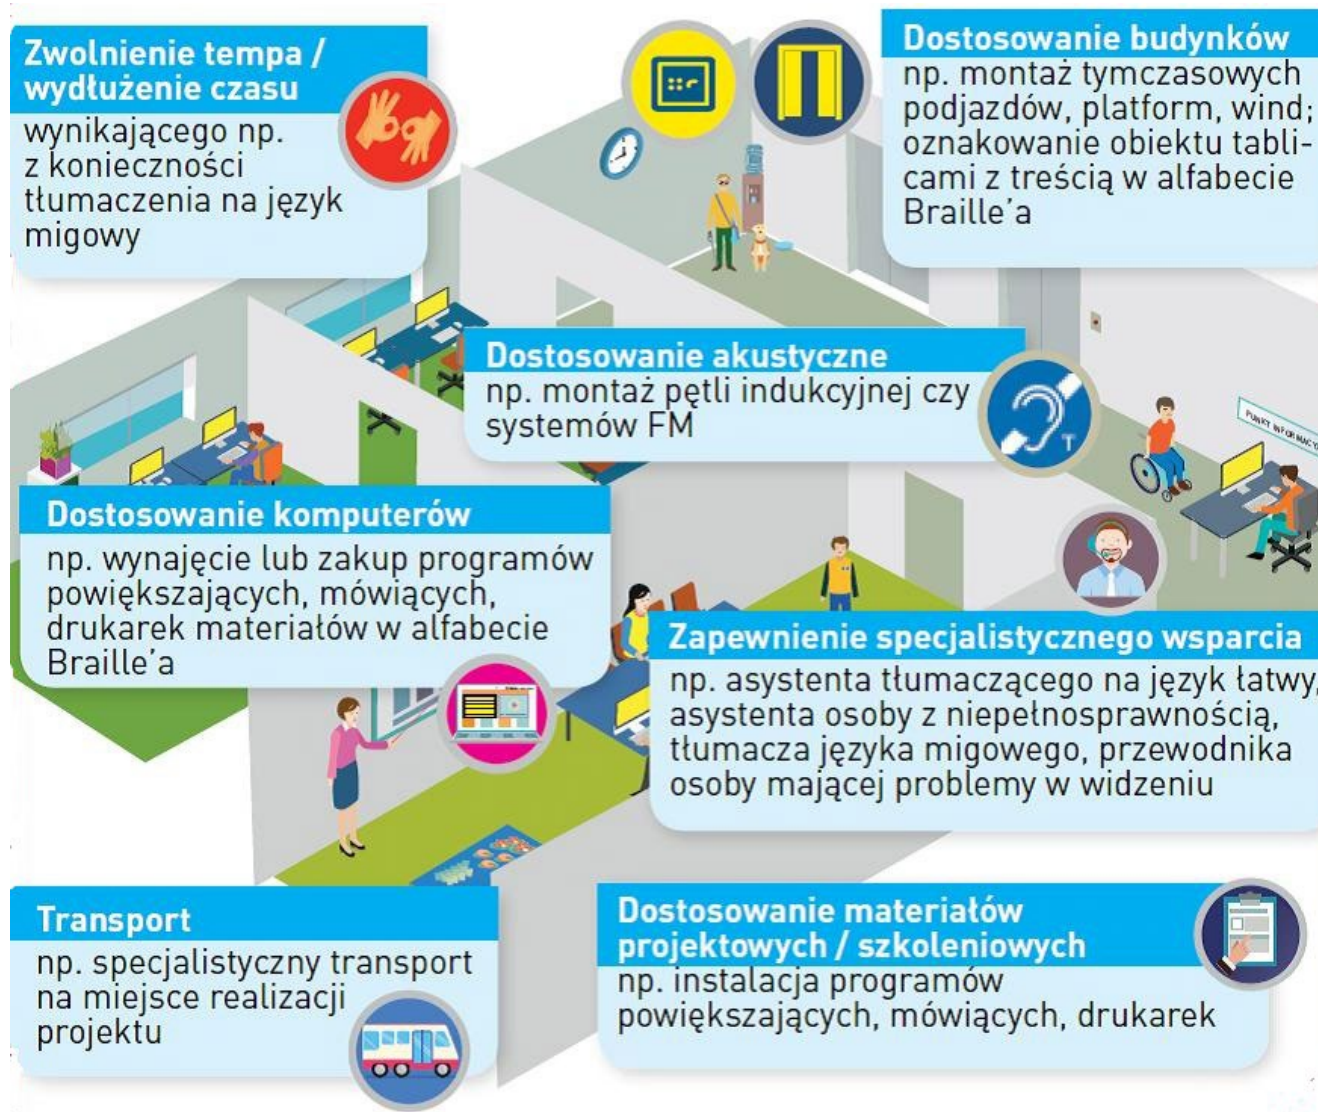 Zwolnienie tempa /
wydłużenie czasu
wynikającego np.
z konieczności
tłumaczenia na język
migowy
Dostosowanie budynków
np. montaż tymczasowych
podjazdów, platform, wind;
oznakowanie obiektu tabli-
cami z treścią w alfabecie
Braille'a
Dostosowanie akustyczne
np. montaż pętli indukcyjnej czy
systemów FM
T
PUNKT INFORMACY
Dostosowanie komputerów
np. wynajęcie lub zakup programów
powiększających, mówiących,
drukarek materiałów w alfabecie
Braille'a
Zapewnienie specjalistycznego wsparcia
np. asystenta tłumaczącego na język łatwy,
asystenta osoby z niepełnosprawnością,
tłumacza języka migowego, przewodnika
osoby mającej problemy w widzeniu
Transport
np. specjalistyczny transport
na miejsce realizacji
projektu
Dostosowanie materiałów
projektowych / szkoleniowych
np. instalacja programów
powiększających, mówiących, drukarek